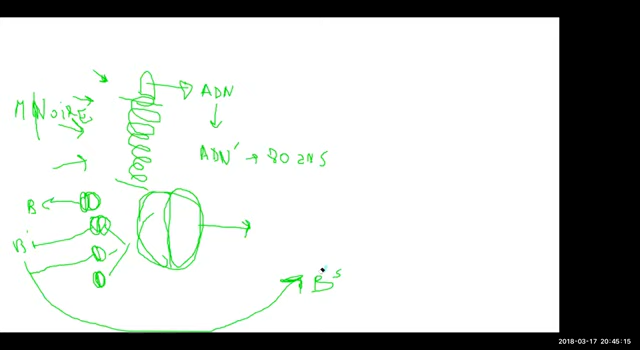 ADN
M NOIRE
ADN' → 80 ans
B
B'
B^s
2018-03-17 20:45:15